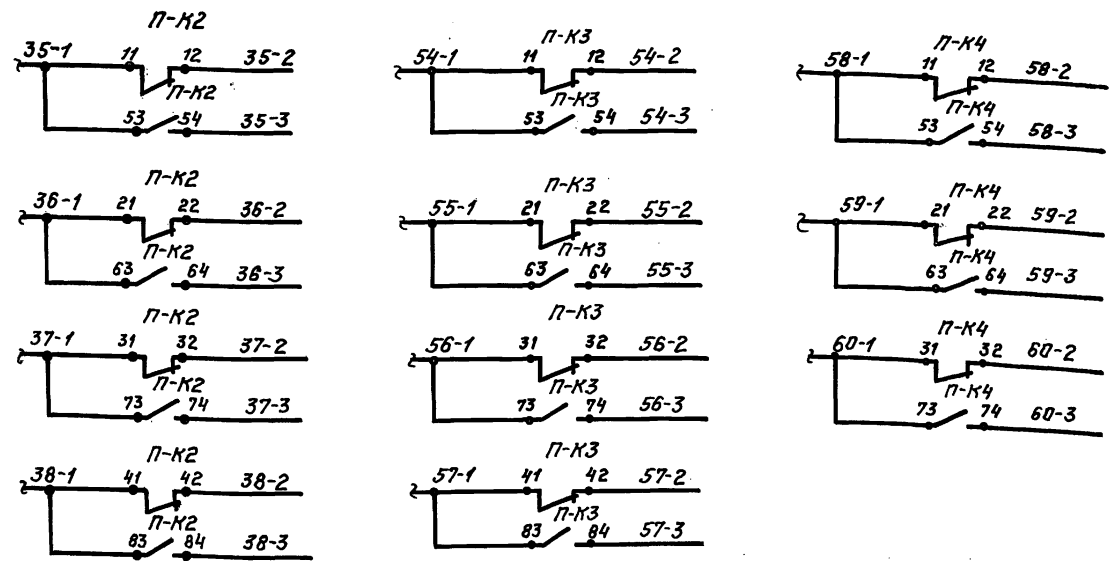 П-К2
35-1 11 12 35-2
П-К2
53 54 35-3
П-К2
36-1 21 22 36-2
П-К2
63 64 36-3
П-К2
37-1 31 32 37-2
П-К2
73 74 37-3
П-К2
38-1 41 42 38-2
П-К2
83 84 38-3
П-К3
54-1 11 12 54-2
П-К3
53 54 54-3
П-К3
55-1 21 22 55-2
П-К3
63 64 55-3
П-К3
56-1 31 32 56-2
П-К3
73 74 56-3
П-К3
57-1 41 42 57-2
П-К3
83 84 57-3
П-К4
58-1 11 12 58-2
П-К4
53 54 58-3
П-К4
59-1 21 22 59-2
П-К4
63 64 59-3
П-К4
60-1 31 32 60-2
П-К4
73 74 60-3